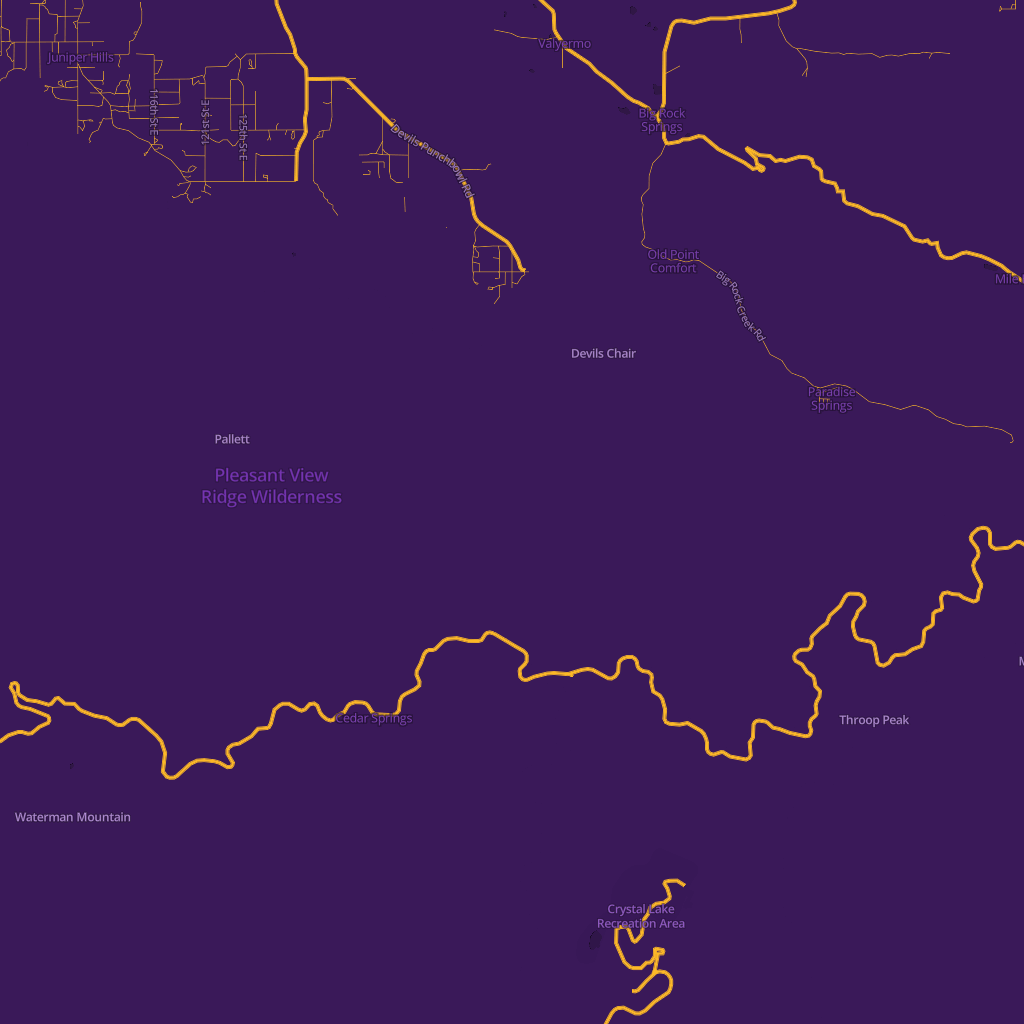 Valyermo
Juniper Hills
116th St E
121st St E
125th St E
Big Rock
Springs
Devils Punchbowl Rd
Old Point
Comfort
Big Rock Creek Rd
Devils Chair
Paradise
Springs
Pallett
Pleasant View
Ridge Wilderness
Cedar Springs
Throop Peak
Waterman Mountain
Crystal Lake
Recreation Area